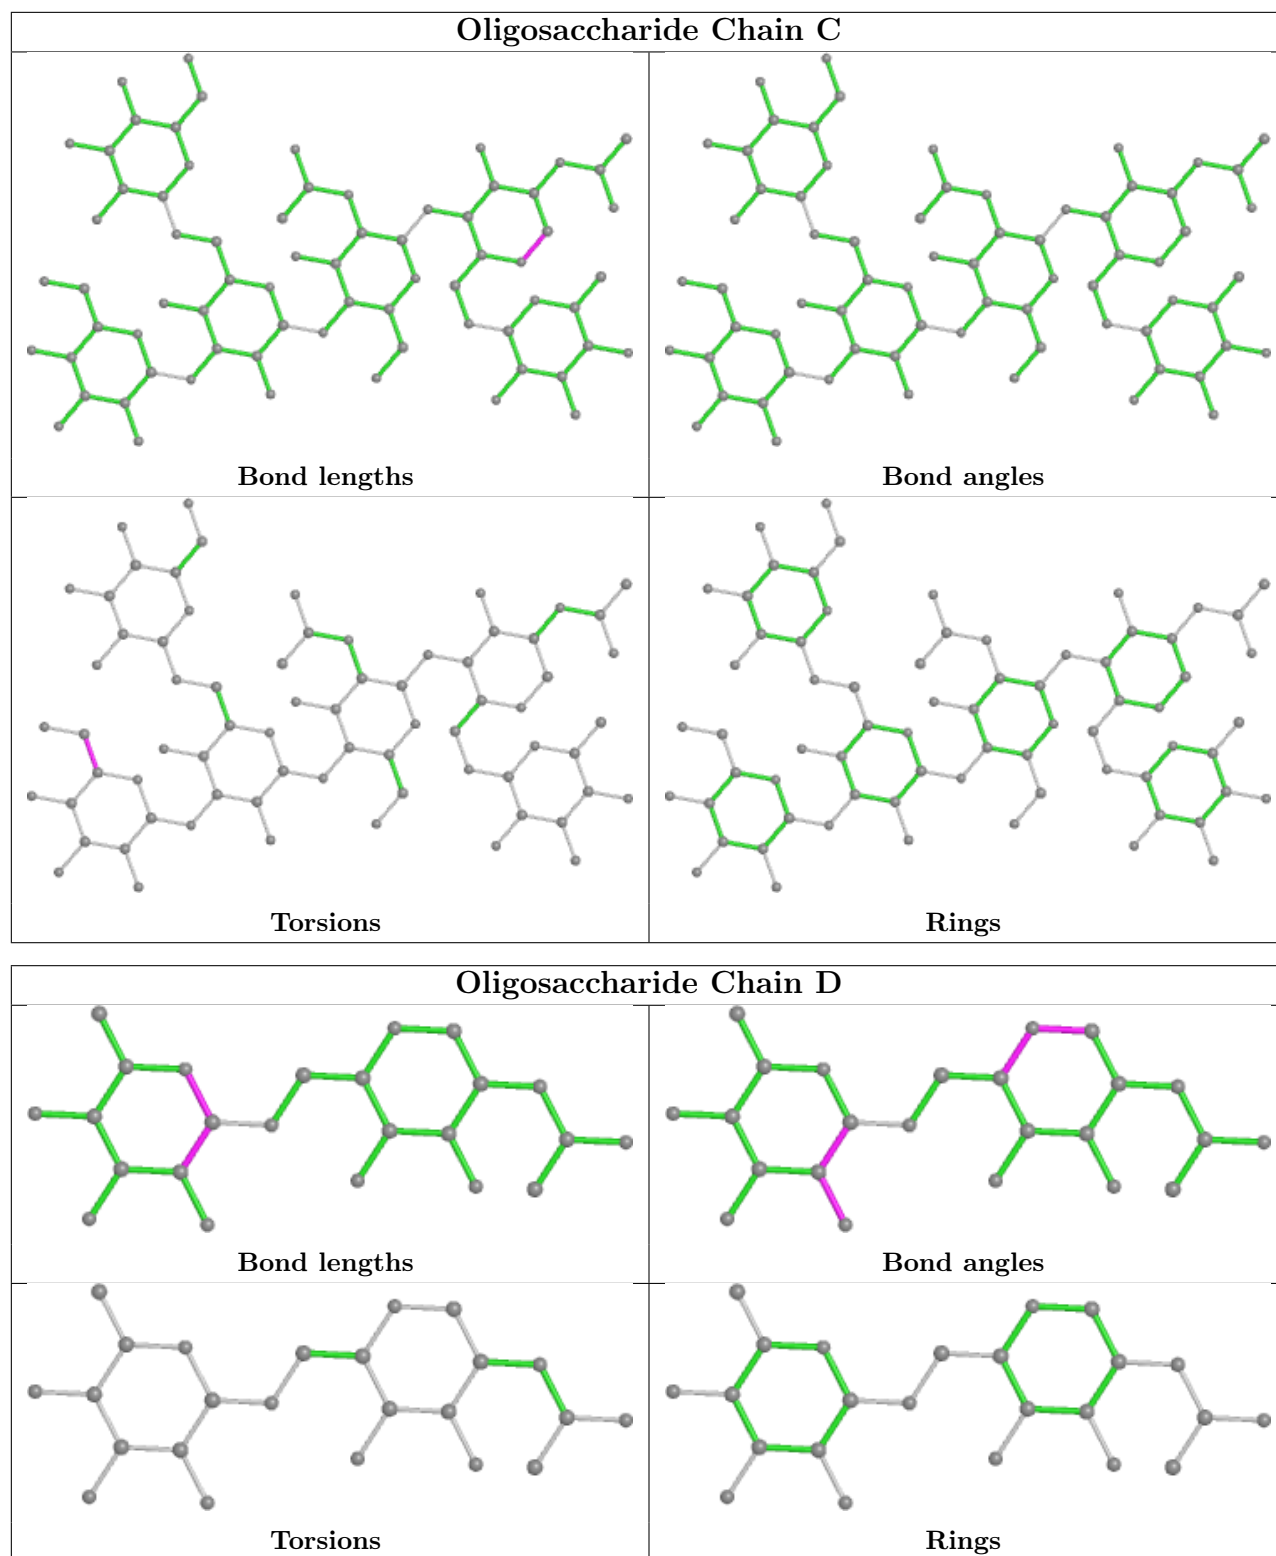 Oligosaccharide Chain C
Bond lengths
Bond angles
Torsions
Rings
Oligosaccharide Chain D
Bond lengths
Bond angles
Torsions
Rings